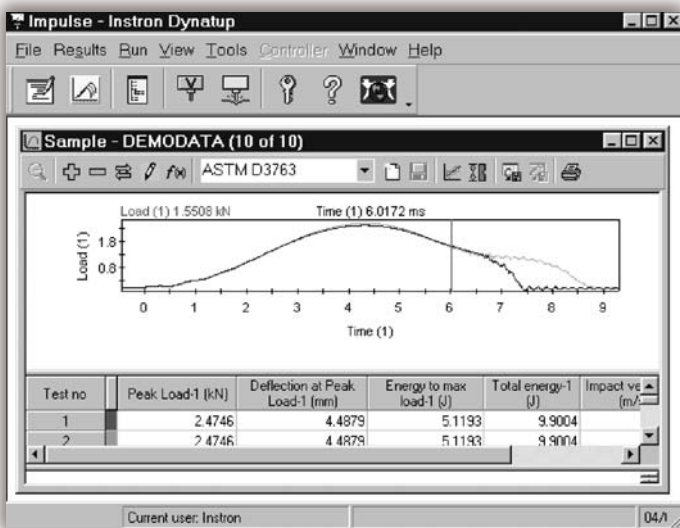 Impulse - Instron Dynatup
File Results Run View Tools Controller Window Help
Sample - DEMODATA (10 of 10)
f(x) ASTM D3763
Load (1) 1.5508 kN Time (1) 6.0172 ms
Load (1)
1.8
0.8
0 1 2 3 4 5 6 7 8 9
Time (1)
Test no Peak Load-1 (kN) Deflection at Peak Load-1 (mm) Energy to max load-1 (J) Total energy-1 (J) Impact ve (m/
1 2.4746 4.4879 5.1193 9.9004
2 2.4746 4.4879 5.1193 9.9004
Current user: Instron 04/